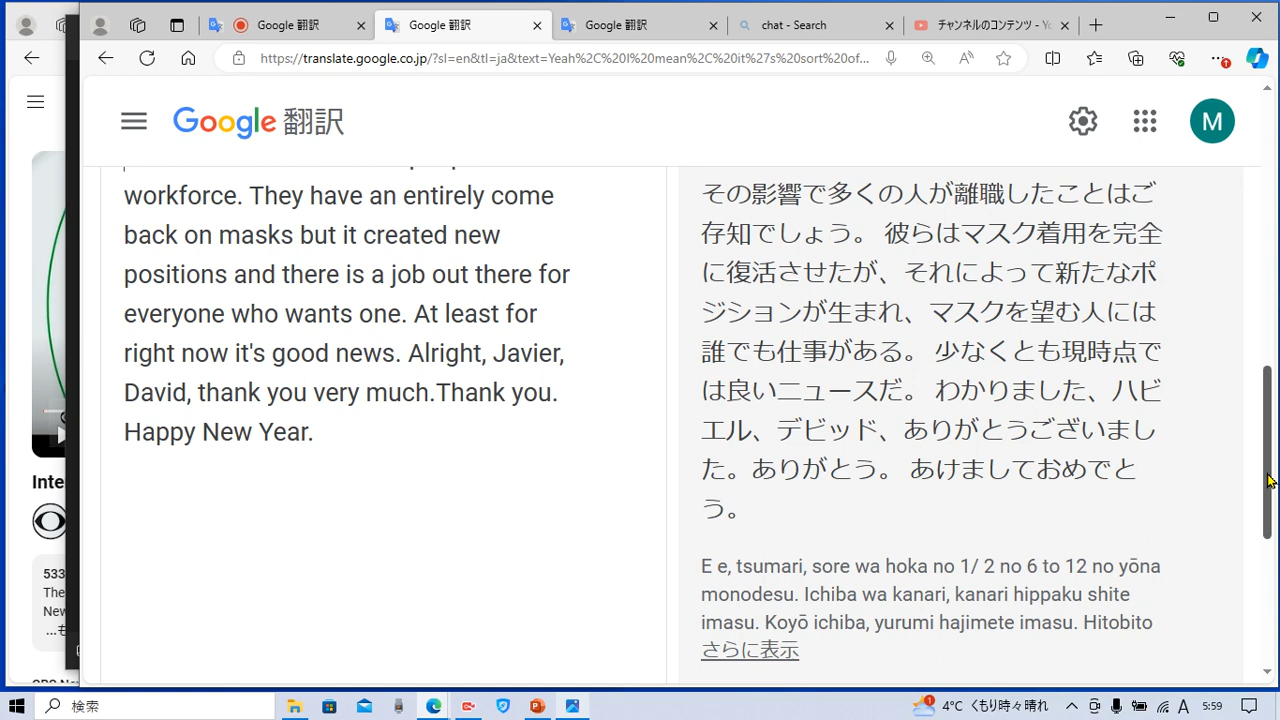 Google 翻訳
Google 翻訳
Google 翻訳
chat - Search
チャンネルのコンテンツ - Yo
https://translate.google.co.jp/?sl=en&tl=ja&text=Yeah%2C%20I%20mean%2C%20it%27s%20sort%20of...
Google 翻訳
M
workforce. They have an entirely come
back on masks but it created new
positions and there is a job out there for
everyone who wants one. At least for
right now it's good news. Alright, Javier,
David, thank you very much.Thank you.
Happy New Year.
その影響で多くの人が離職したことはご
存知でしょう。 彼らはマスク着用を完全
に復活させたが、それによって新たなポ
ジションが生まれ、マスクを望む人には
誰でも仕事がある。 少なくとも現時点で
は良いニュースだ。 わかりました、ハビ
エル、デビッド、ありがとうございまし
た。ありがとう。 あけましておめでと
う。
E e, tsumari, sore wa hoka no 1/ 2 no 6 to 12 no yōna
monodesu. Ichiba wa kanari, kanari hippaku shite
imasu. Koyō ichiba, yurumi hajimete imasu. Hitobito
さらに表示
Inte
533
The
New
...も
検索
4°C くもり時々晴れ
A
5:59